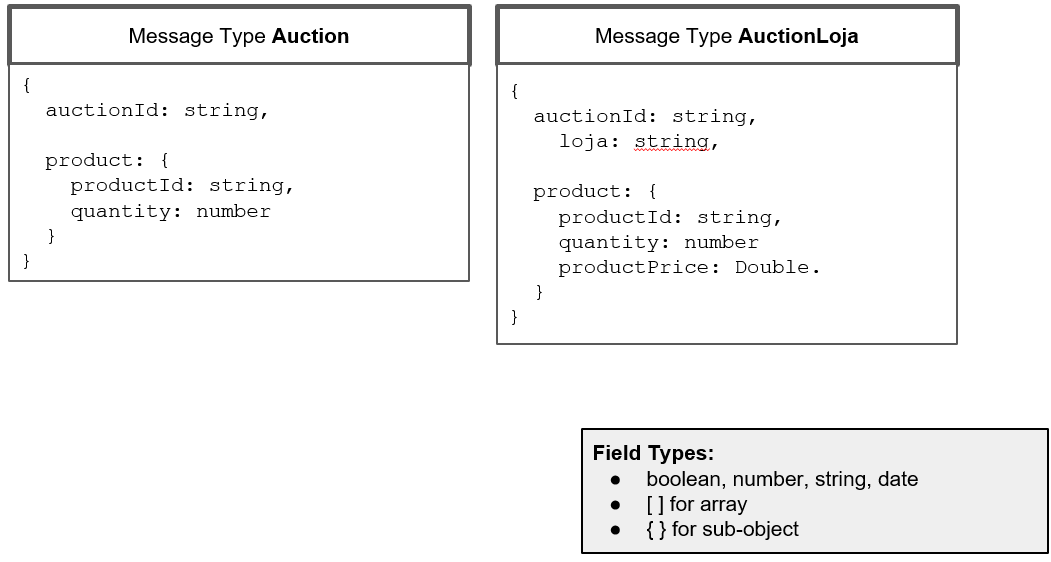 Message Type Auction
{
auctionId: string,
product: {
productId: string,
quantity: number
}
}
Message Type AuctionLoja
{
auctionId: string,
loja: string,
product: {
productId: string,
quantity: number
productPrice: Double.
}
}
Field Types:
● boolean, number, string, date
● [ ] for array
● { } for sub-object